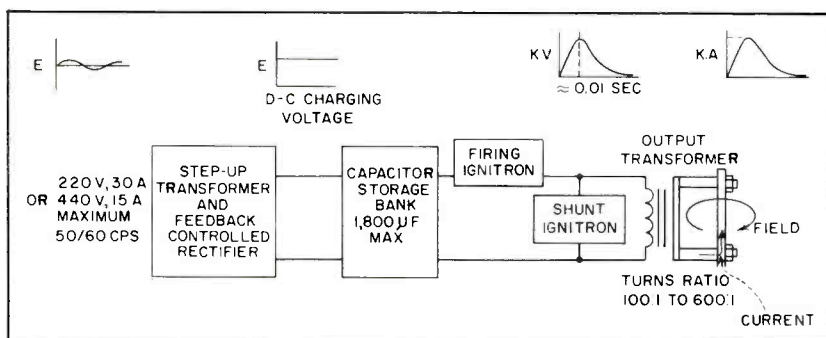 E
E
D-C CHARGING
VOLTAGE
KV
≈ 0.01 SEC
KA
OR 220 V, 30 A
440 V, 15 A
MAXIMUM
50/60 CPS
STEP-UP
TRANSFORMER
AND
FEEDBACK
CONTROLLED
RECTIFIER
CAPACITOR
STORAGE
BANK
1,800 µF
MAX
FIRING
IGNITRON
SHUNT
IGNITRON
OUTPUT
TRANSFORMER
FIELD
TURNS RATIO
100:1 TO 600:1
CURRENT